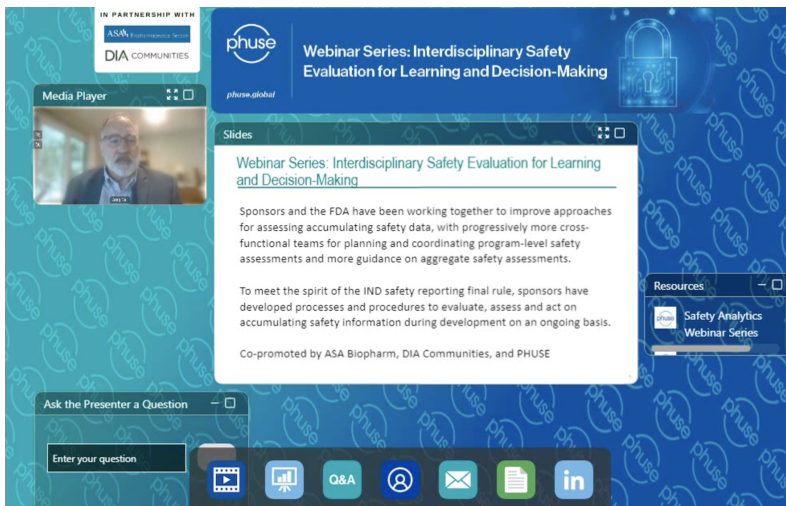 IN PARTNERSHIP WITH
ASA Biopharmaceutical Section
DIA COMMUNITIES
phuse
phuse.global
Webinar Series: Interdisciplinary Safety
Evaluation for Learning and Decision-Making
Media Player
Slides
Webinar Series: Interdisciplinary Safety Evaluation for Learning
and Decision-Making
Sponsors and the FDA have been working together to improve approaches
for assessing accumulating safety data, with progressively more cross-
functional teams for planning and coordinating program-level safety
assessments and more guidance on aggregate safety assessments.
To meet the spirit of the IND safety reporting final rule, sponsors have
developed processes and procedures to evaluate, assess and act on
accumulating safety information during development on an ongoing basis.
Co-promoted by ASA Biopharm, DIA Communities, and PHUSE
Resources
phuse
Safety Analytics
Webinar Series
Ask the Presenter a Question
Enter your question
Q&A
in